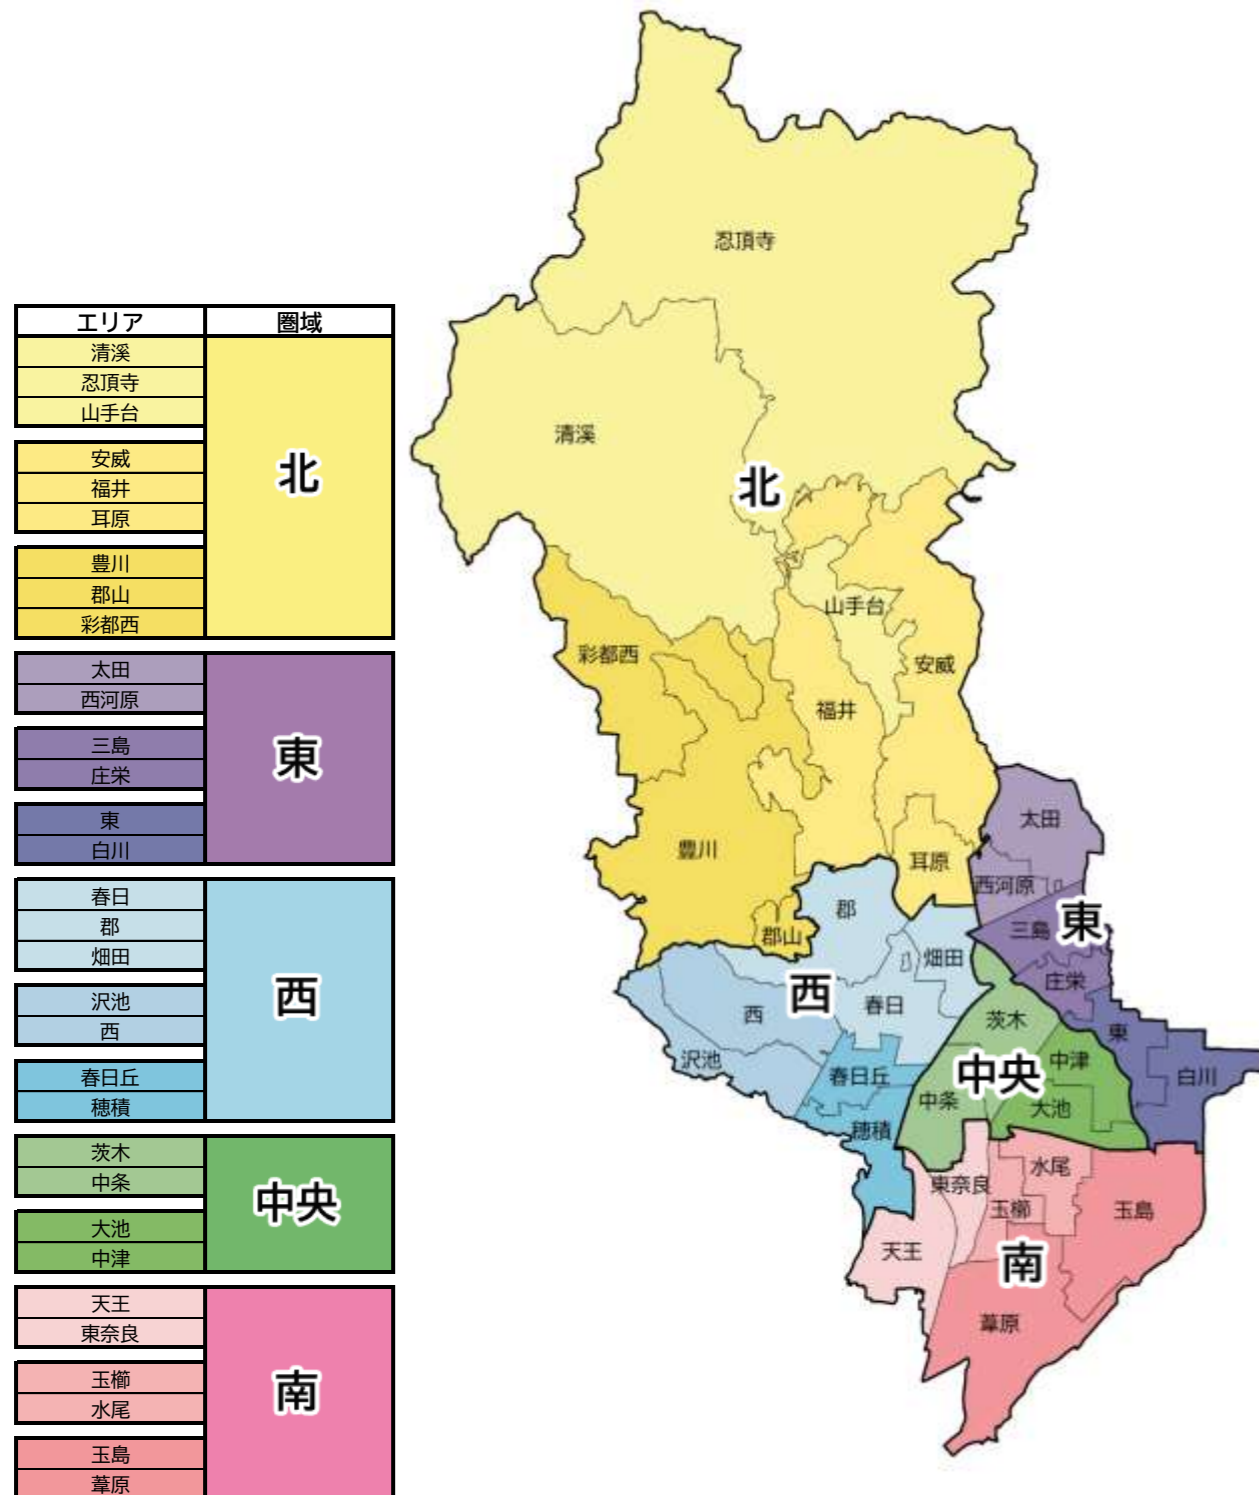 エリア 圏域
清溪
忍頂寺
山手台
安威
福井
耳原
豊川
郡山
彩都西
北
太田
西河原
三島
庄栄
東
白川
東
春日
郡
畑田
沢池
西
春日丘
穂積
西
茨木
中条
大池
中津
中央
天王
東奈良
玉櫛
水尾
玉島
葦原
南
忍頂寺
清溪
北
山手台
彩都西
安威
福井
太田
豊川
耳原
西河原
郡
郡山
三島
東
畑田
庄栄
西
西
春日
茨木
東
沢池
春日丘
中央
中津
白川
中条
大池
穂積
水尾
東奈良
玉櫛
玉島
天王
南
葦原